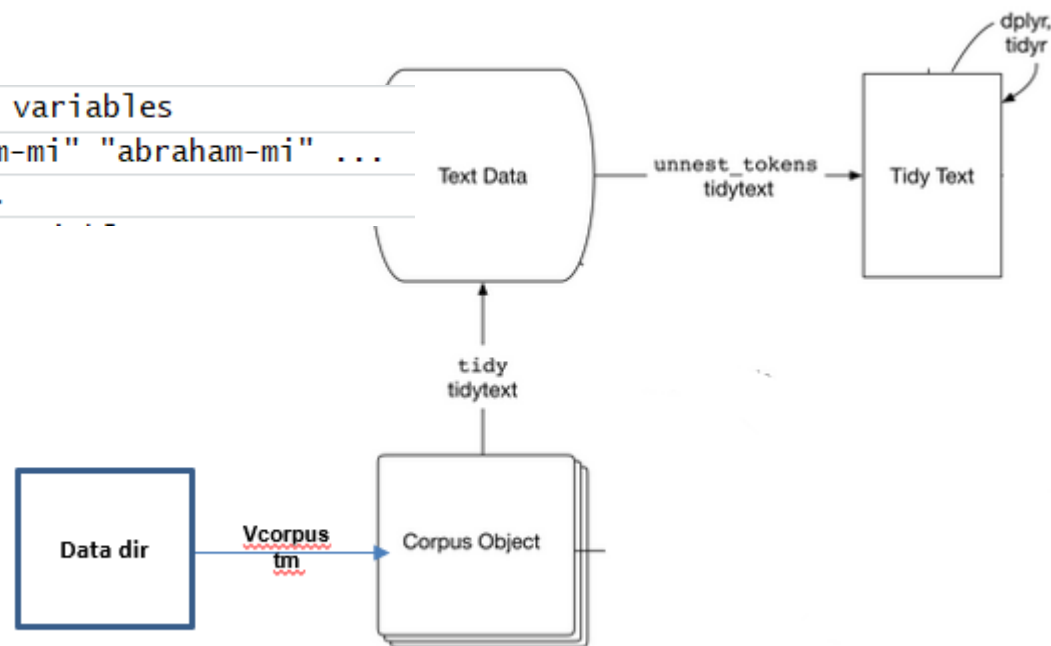 dplyr,
tidyr
variables
m-mi" "abraham-mi" ...
Text Data
unnest_tokens
tidytext
Tidy Text
tidy
tidytext
Data dir
Vcorpus
tm
Corpus Object